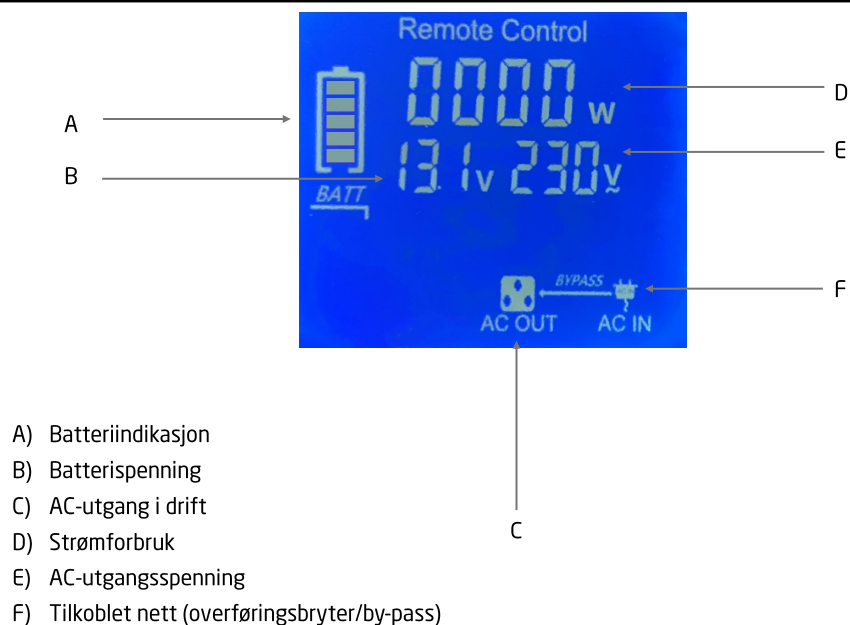 Remote Control
0000 W
D
A
E
B
13.1 V 230 V
BATT
BYPASS
F
AC OUT AC IN
C
A) Batteriindikasjon
B) Batterispenning
C) AC-utgang i drift
D) Strømforbruk
E) AC-utgangsspenning
F) Tilkoblet nett (overføringsbryter/by-pass)